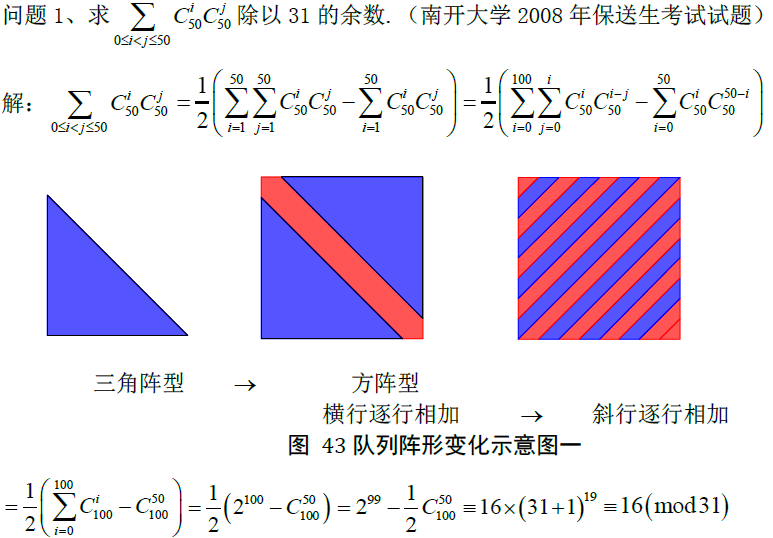 问题 1、求 $\sum_{0\le i<j\le 50} C_{50}^{i}C_{50}^{j}$ 除以 31 的余数.（南开大学 2008 年保送生考试试题）
解： $\sum_{0\le i<j\le 50} C_{50}^{i}C_{50}^{j} = \frac{1}{2}\left(\sum_{i=1}^{50}\sum_{j=1}^{50} C_{50}^{i}C_{50}^{j} - \sum_{i=1}^{50} C_{50}^{i}C_{50}^{j}\right) = \frac{1}{2}\left(\sum_{i=0}^{100}\sum_{j=0}^{i} C_{50}^{i}C_{50}^{i-j} - \sum_{i=0}^{50} C_{50}^{i}C_{50}^{50-i}\right)$
三角阵型 → 方阵型
横行逐行相加 → 斜行逐行相加
图 43 队列阵形变化示意图一
$= \frac{1}{2}\left(\sum_{i=0}^{100} C_{100}^{i} - C_{100}^{50}\right) = \frac{1}{2}\left(2^{100} - C_{100}^{50}\right) = 2^{99} - \frac{1}{2}C_{100}^{50} \equiv 16\times(31+1)^{19} \equiv 16(\mathrm{mod}31)$